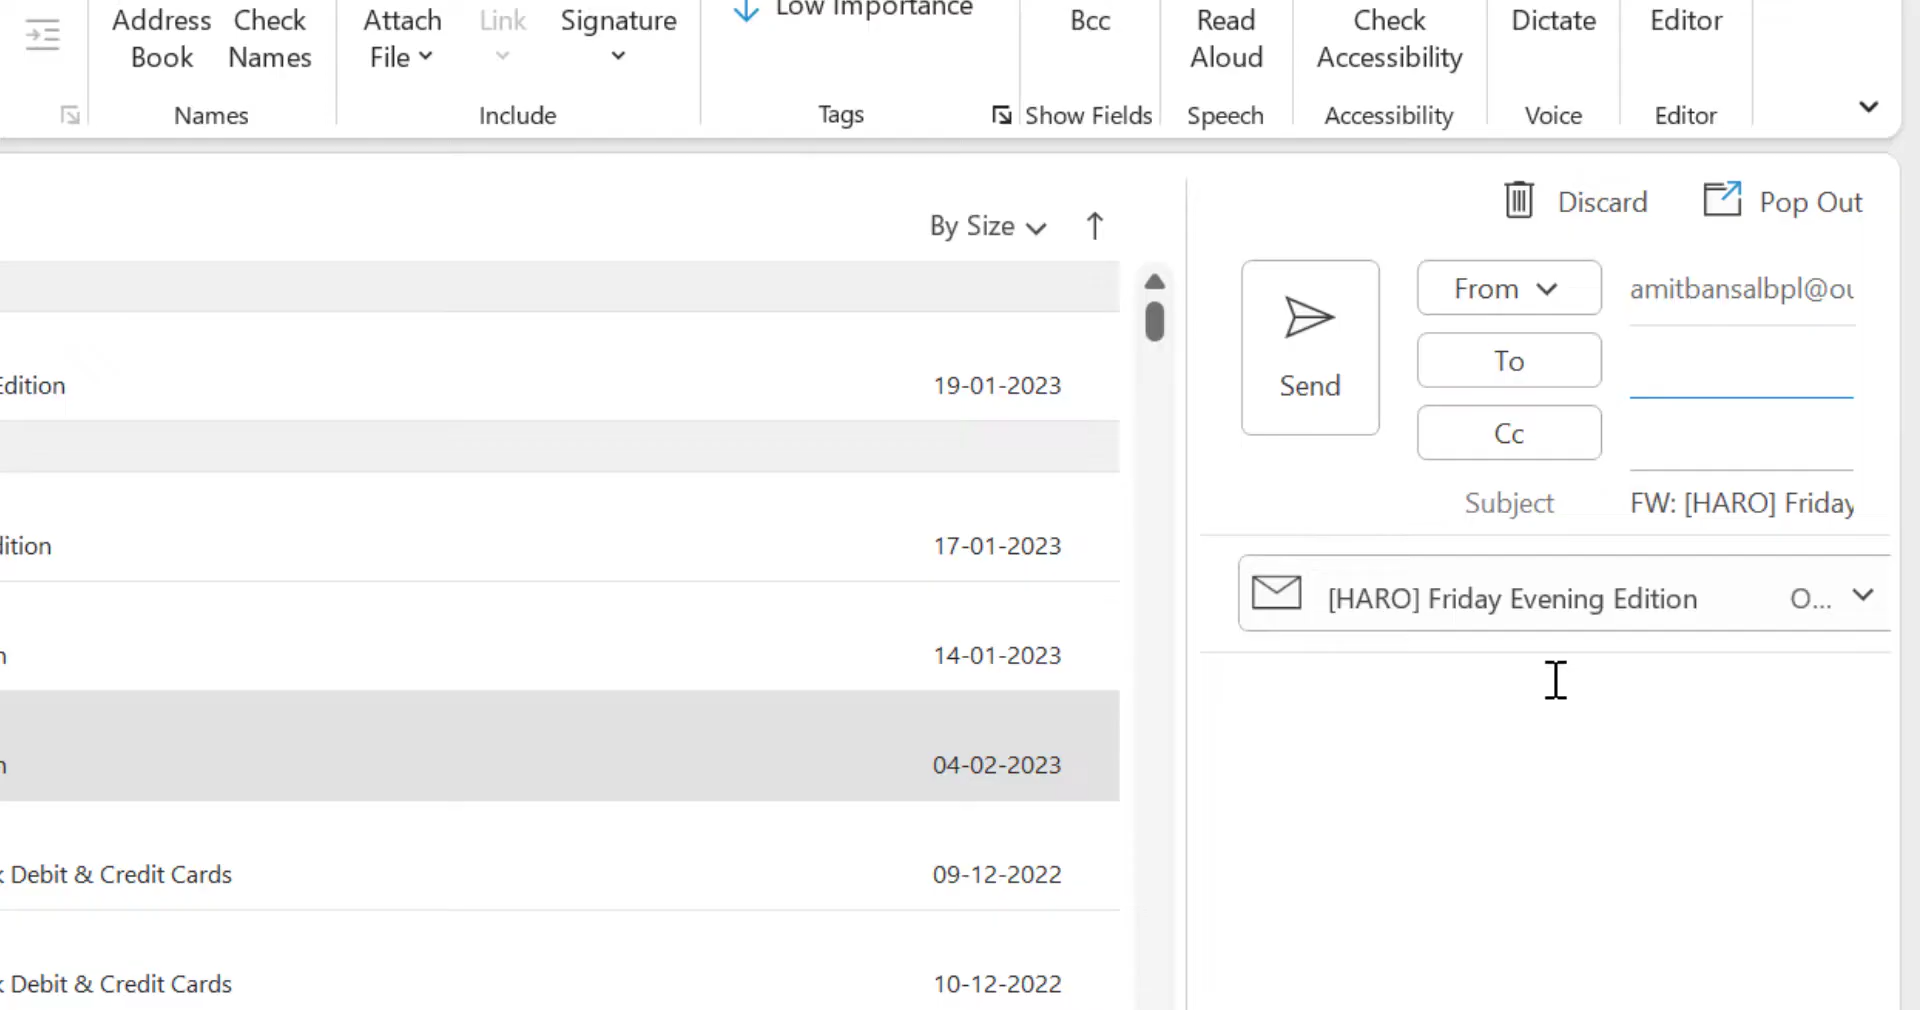 Low Importance
Address Book
Check Names
Attach File
Link
Signature
Bcc
Read Aloud
Check Accessibility
Dictate
Editor
Names
Include
Tags
Show Fields
Speech
Accessibility
Voice
Editor
Discard
Pop Out
By Size
Send
From
amitbansalbpl@ou
To
Cc
Subject
FW: [HARO] Friday
[HARO] Friday Evening Edition
O...
Edition
19-01-2023
dition
17-01-2023
n
14-01-2023
n
04-02-2023
k Debit & Credit Cards
09-12-2022
k Debit & Credit Cards
10-12-2022